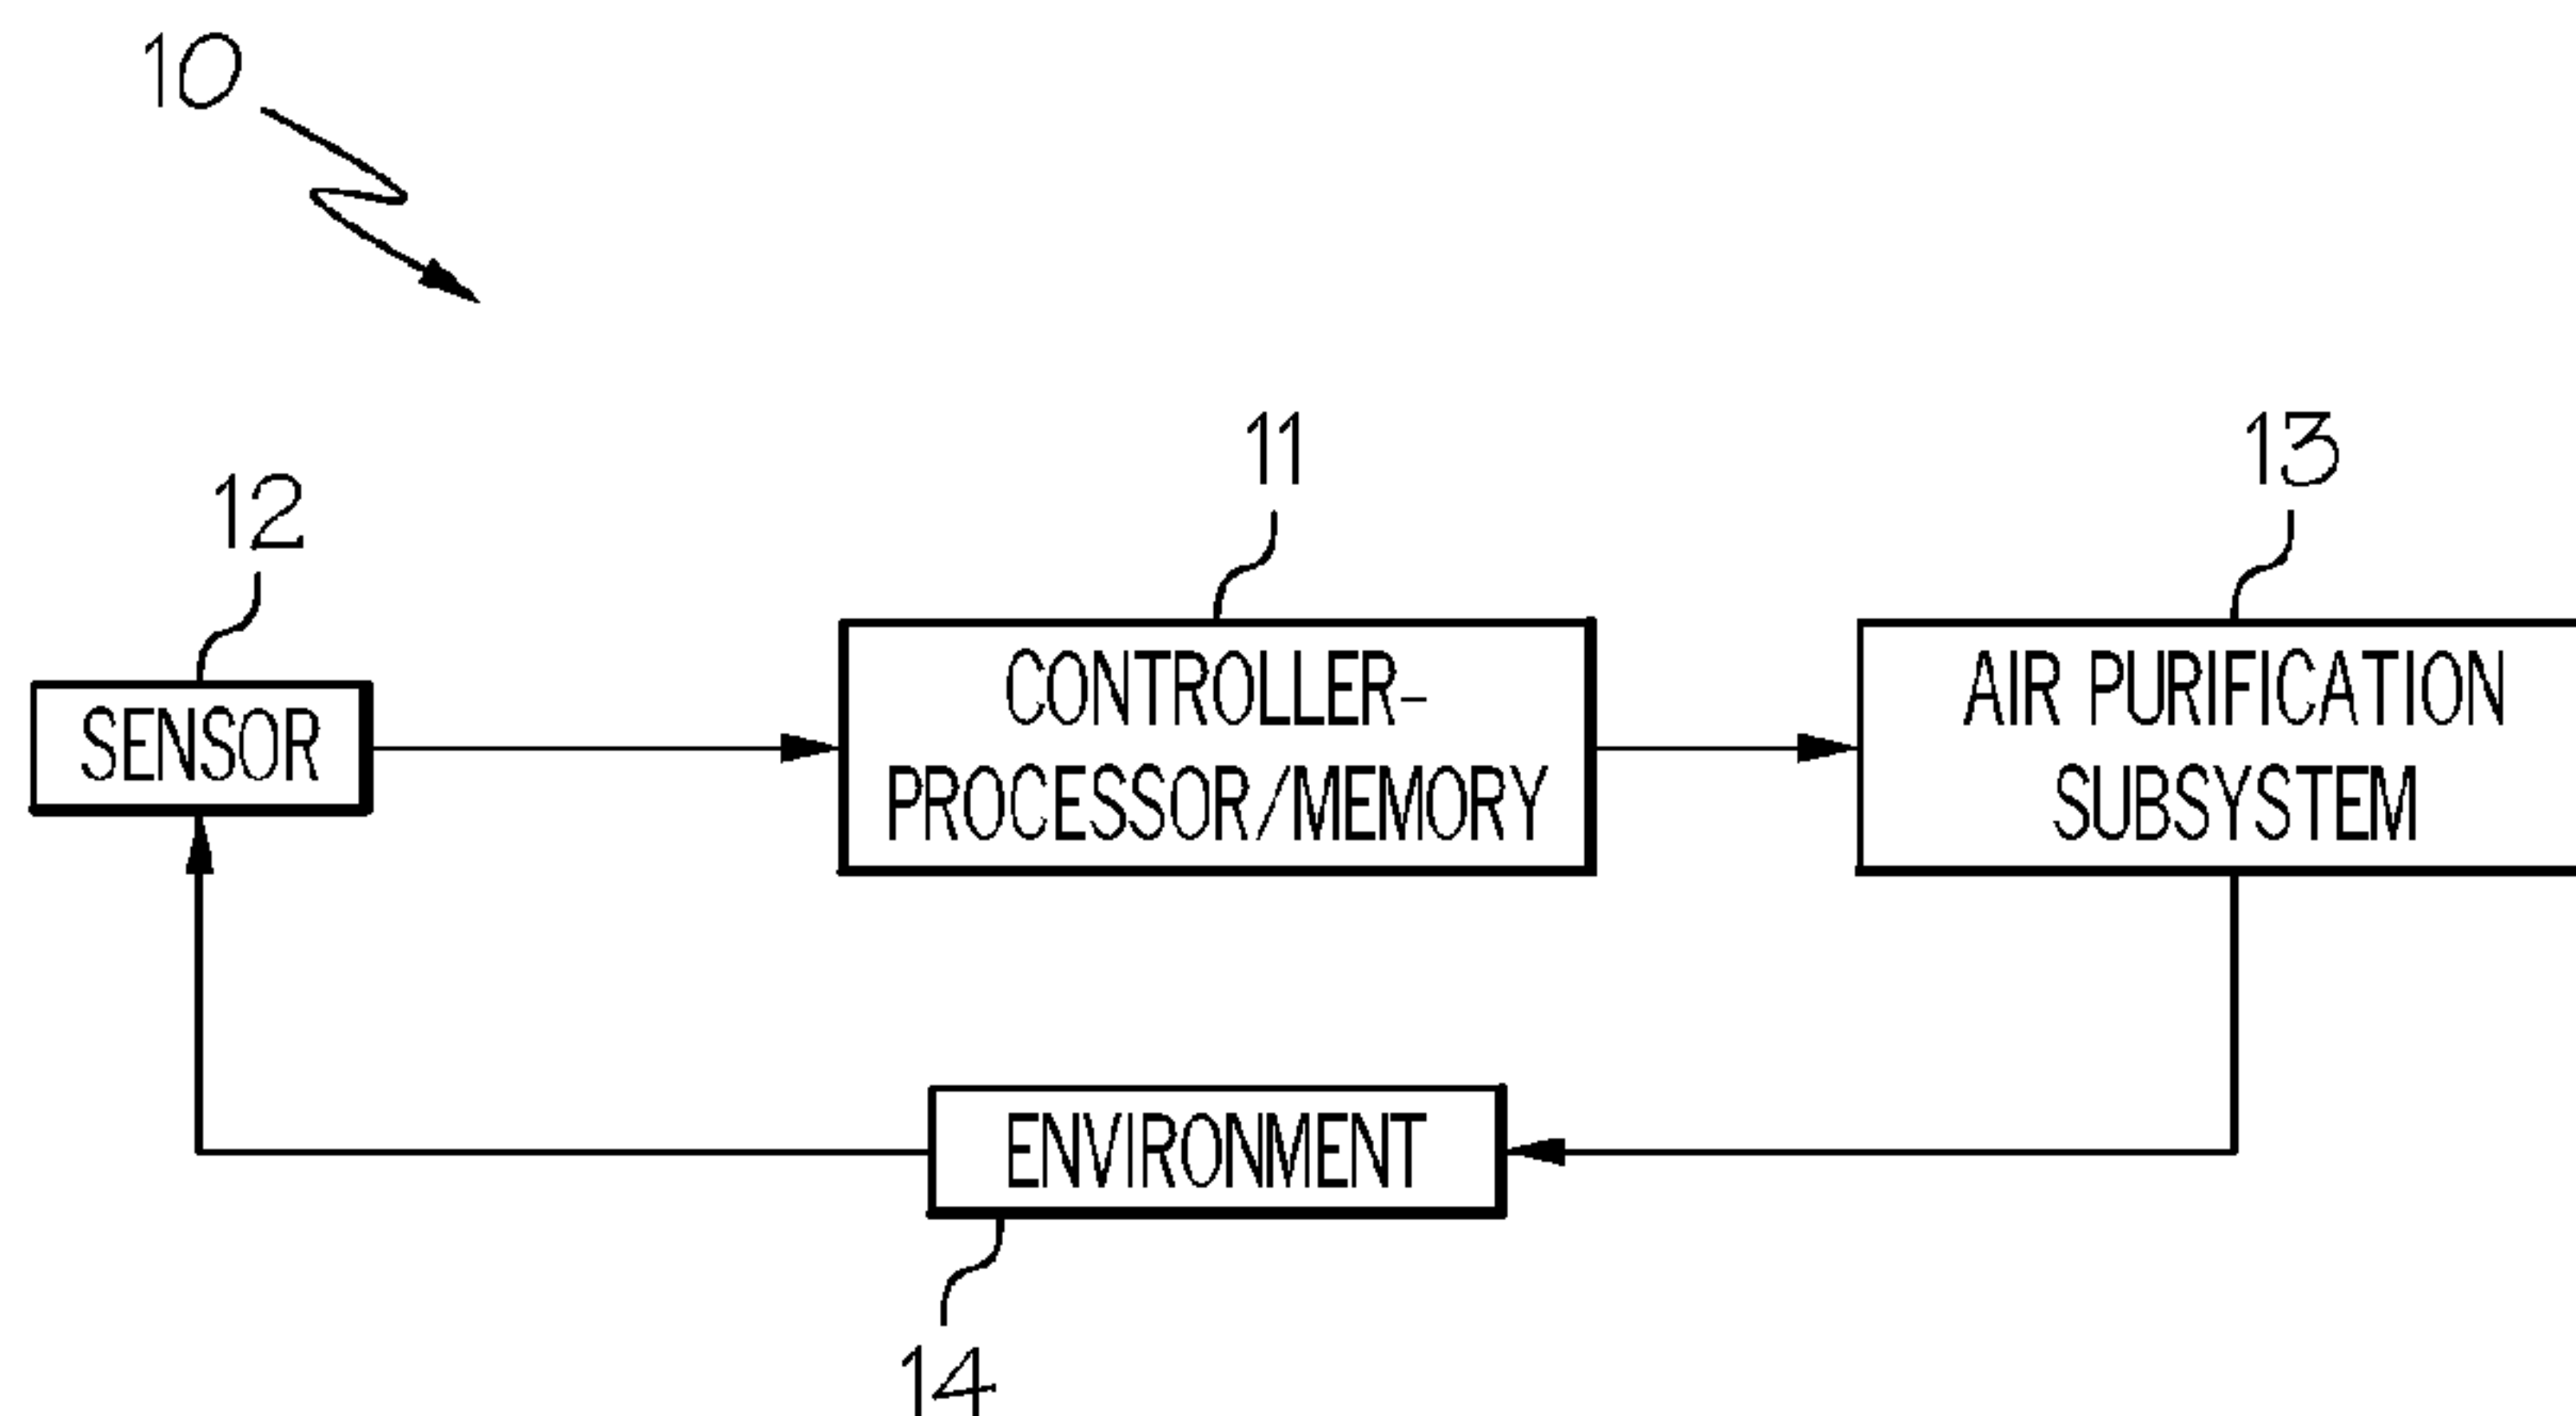 10
11
13
12
CONTROLLER-
PROCESSOR/MEMORY
AIR PURIFICATION
SUBSYSTEM
SENSOR
ENVIRONMENT
14